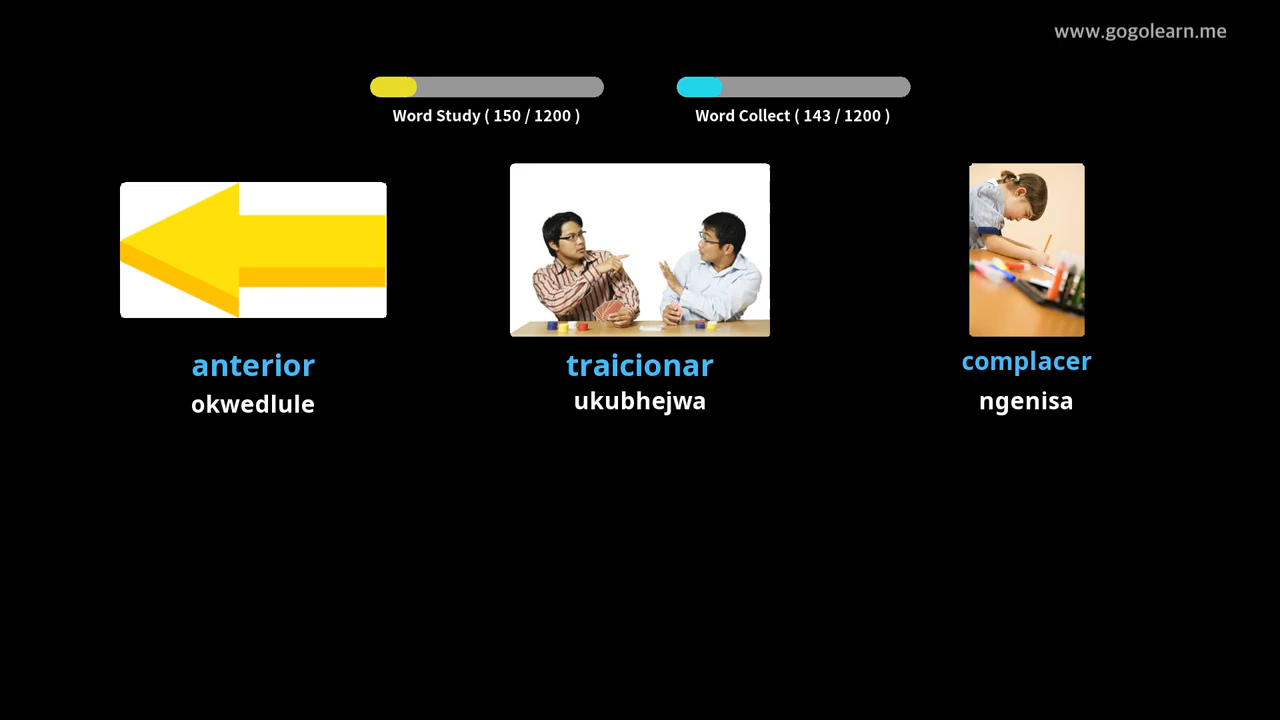 www.gogolearn.me
Word Study ( 150 / 1200 )
Word Collect ( 143 / 1200 )
anterior
okwedlule
traicionar
ukubhejwa
complacer
ngenisa